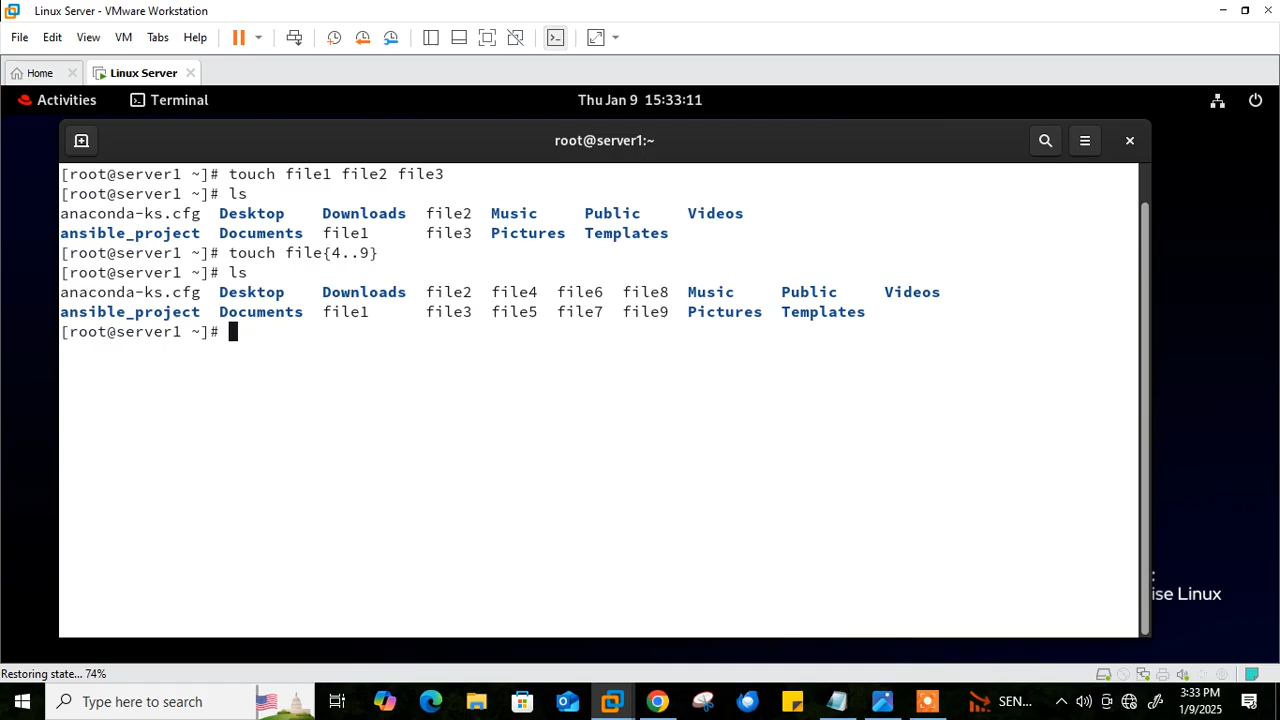 Linux Server - VMware Workstation
File Edit View VM Tabs Help
Home Linux Server
Activities Terminal Thu Jan 9 15:33:11
root@server1:~
[root@server1 ~]# touch file1 file2 file3
[root@server1 ~]# ls
anaconda-ks.cfg Desktop Downloads file2 Music Public Videos
ansible_project Documents file1 file3 Pictures Templates
[root@server1 ~]# touch file{4..9}
[root@server1 ~]# ls
anaconda-ks.cfg Desktop Downloads file2 file4 file6 file8 Music Public Videos
ansible_project Documents file1 file3 file5 file7 file9 Pictures Templates
[root@server1 ~]#
ise Linux
Restoring state... 74%
Type here to search
SEN...
3:33 PM
1/9/2025